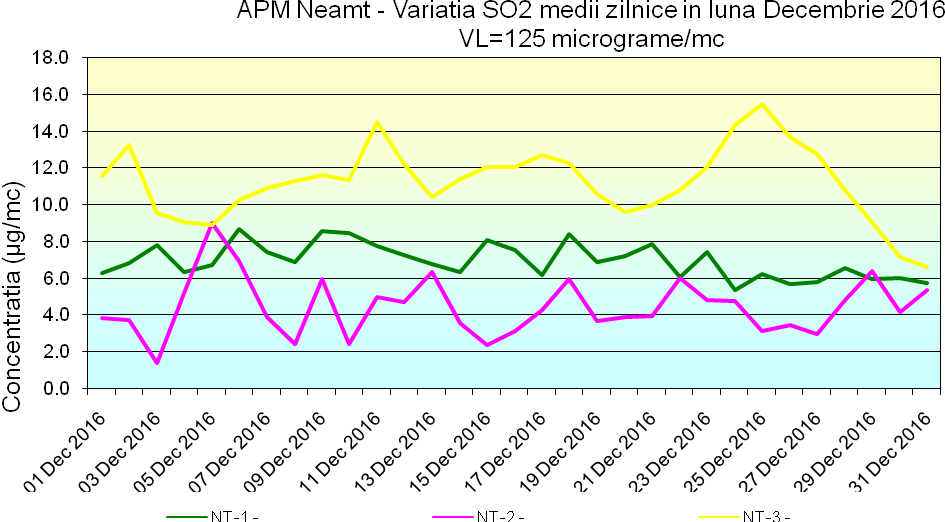 APM Neamt - Variatia SO2 medii zilnice in luna Decembrie 2016
VL=125 micrograme/mc
Concentratia (µg/mc)
18.0
16.0
14.0
12.0
10.0
8.0
6.0
4.0
2.0
0.0
01 Dec 2016
03 Dec 2016
05 Dec 2016
07 Dec 2016
09 Dec 2016
11 Dec 2016
13 Dec 2016
15 Dec 2016
17 Dec 2016
19 Dec 2016
21 Dec 2016
23 Dec 2016
25 Dec 2016
27 Dec 2016
29 Dec 2016
31 Dec 2016
NT-1 - NT-2 - NT-3 -